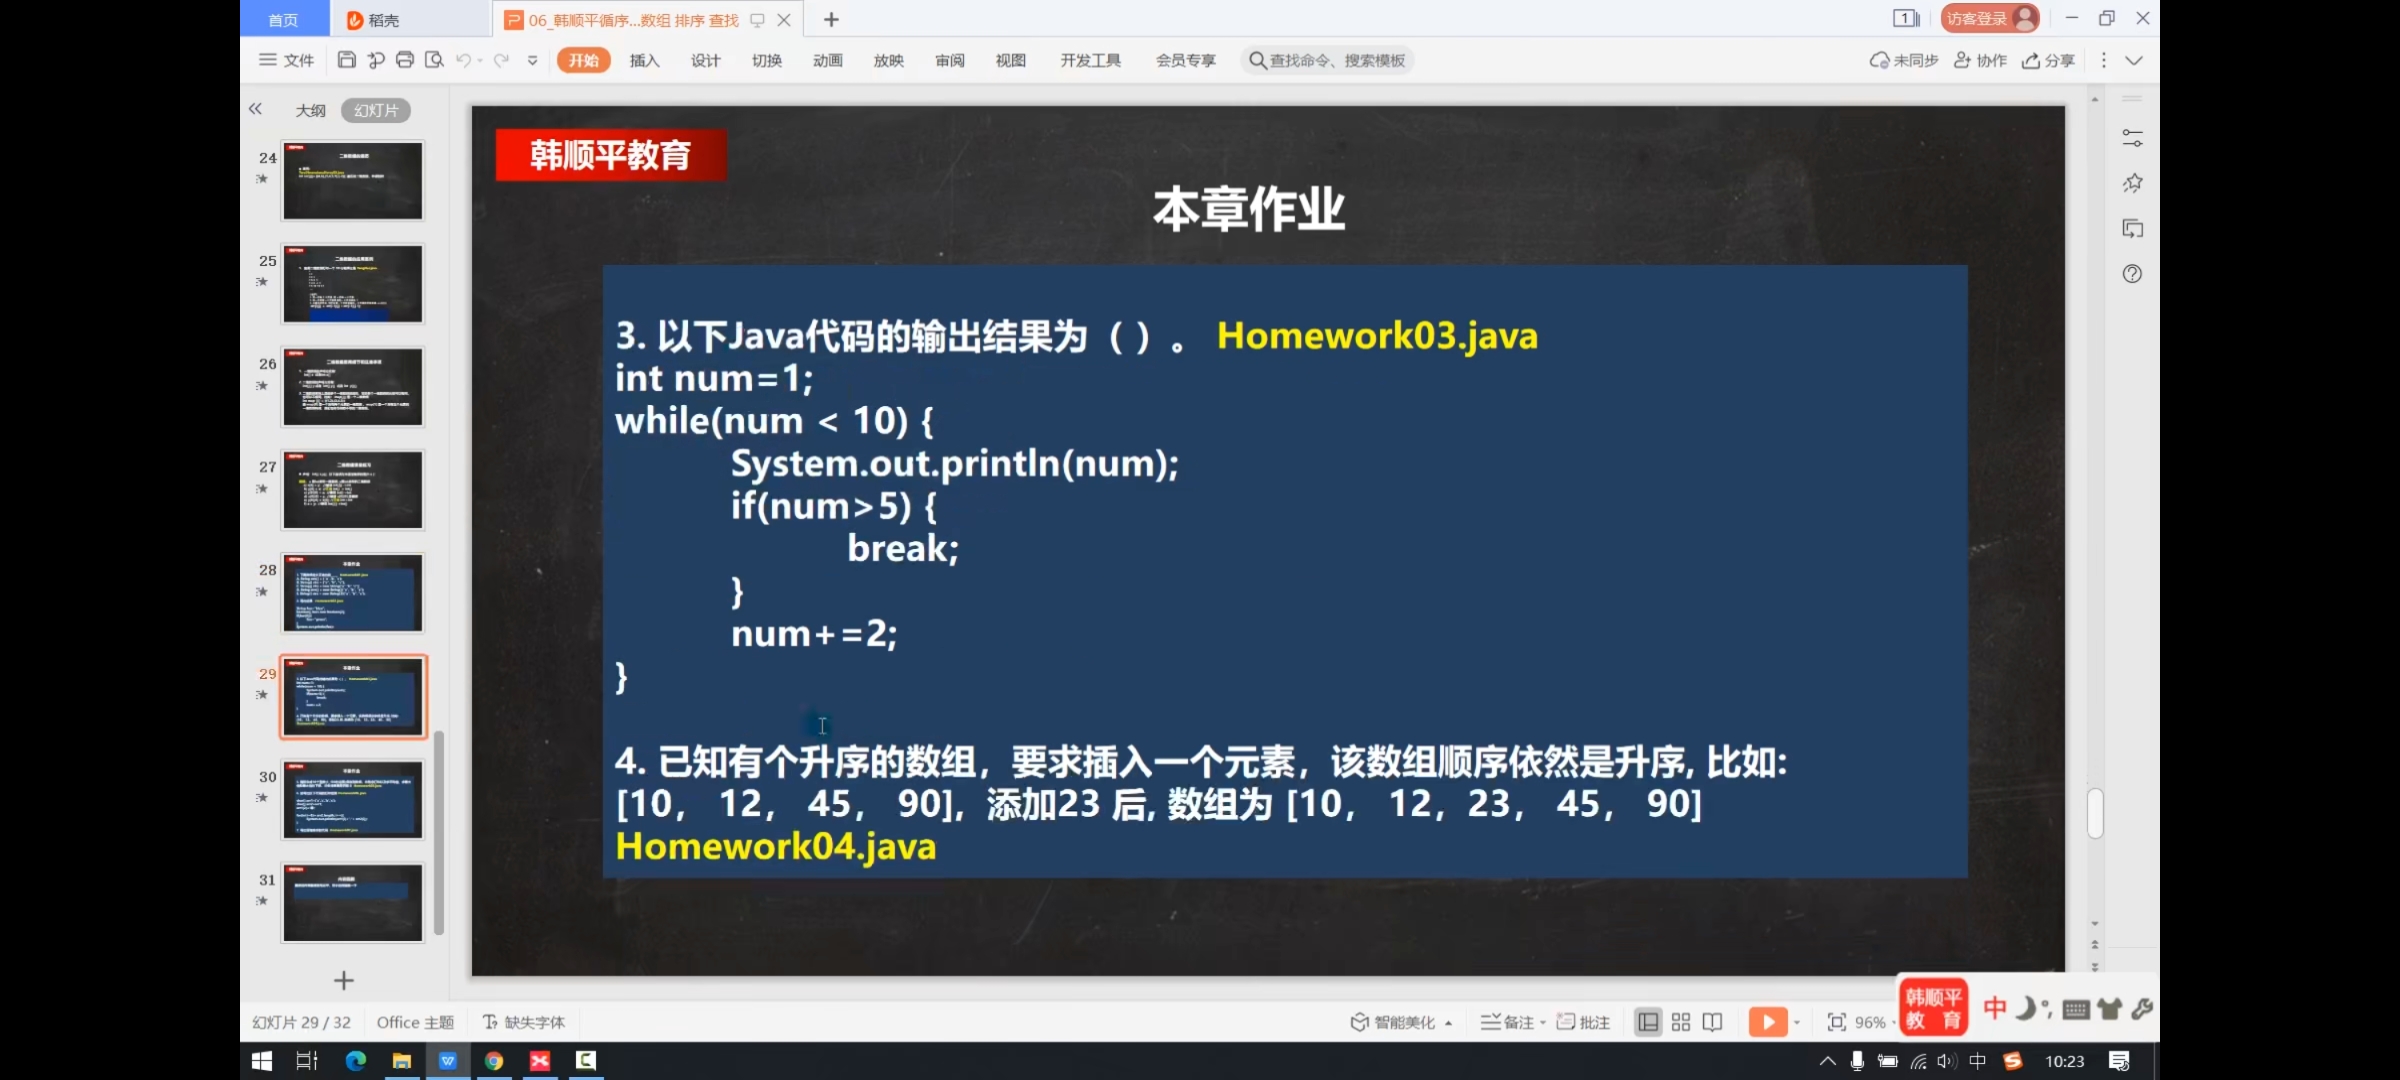 首页
稻壳
06_韩顺平循序...数组 排序 查找
1
访客登录
文件
开始
插入
设计
切换
动画
放映
审阅
视图
开发工具
会员专享
查找命令、搜索模板
未同步
协作
分享
大纲
幻灯片
24
25
26
27
28
29
30
31
韩顺平教育
本章作业
3. 以下Java代码的输出结果为（ ）。 Homework03.java
int num=1;
while(num < 10) {
System.out.println(num);
if(num>5) {
break;
}
num+=2;
}
4. 已知有个升序的数组，要求插入一个元素，该数组顺序依然是升序, 比如:
[10， 12， 45， 90]，添加23 后, 数组为 [10， 12，23， 45， 90]
Homework04.java
幻灯片 29 / 32
Office 主题
缺失字体
智能美化
备注
批注
96%
韩顺平
教 育
中
中
10:23